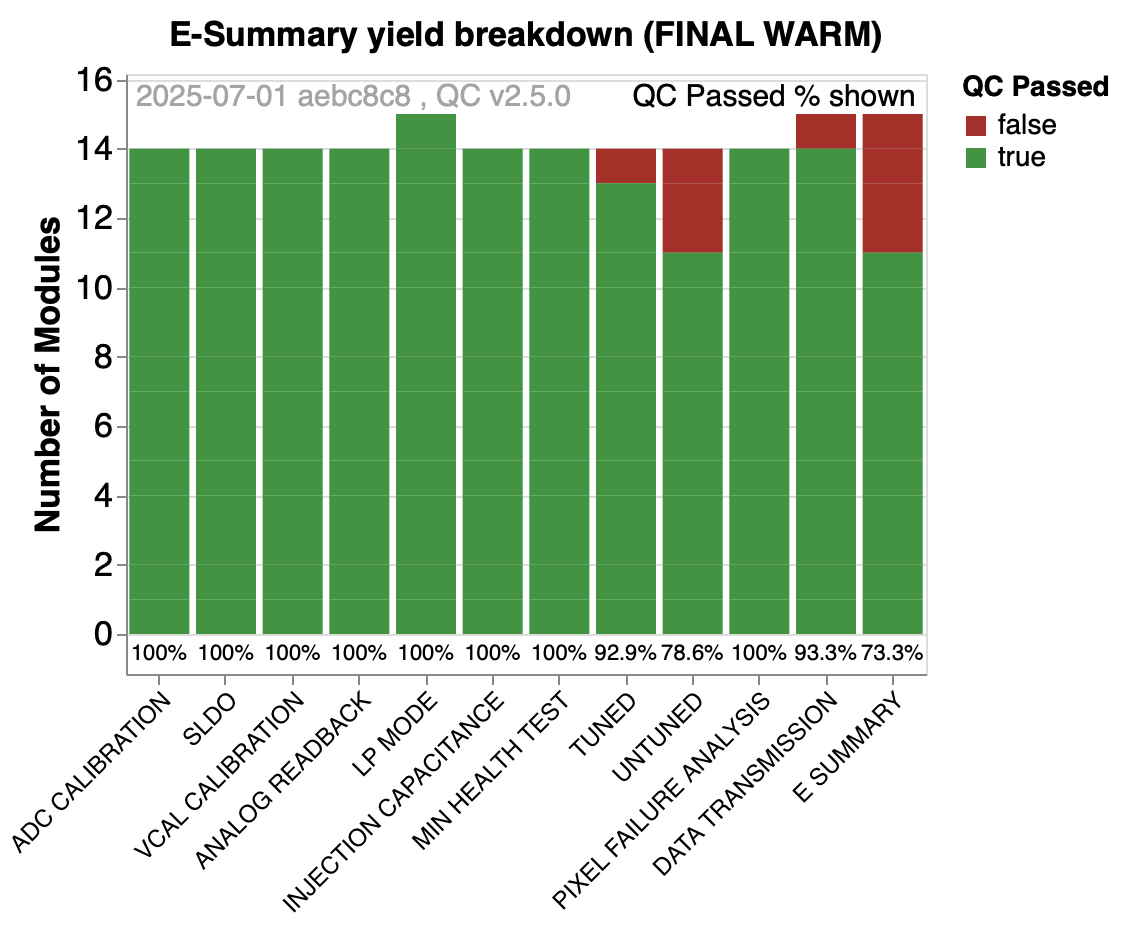 E-Summary yield breakdown (FINAL WARM)
2025-07-01 aebc8c8 , QC v2.5.0
QC Passed % shown
QC Passed
false
true
Number of Modules
16
14
12
10
8
6
4
2
0
100% 100% 100% 100% 100% 100% 100% 92.9% 78.6% 100% 93.3% 73.3%
ADC CALIBRATION
SLDO
VCAL CALIBRATION
ANALOG READBACK
LP MODE
INJECTION CAPACITANCE
MIN HEALTH TEST
TUNED
UNTUNED
PIXEL FAILURE ANALYSIS
DATA TRANSMISSION
E SUMMARY